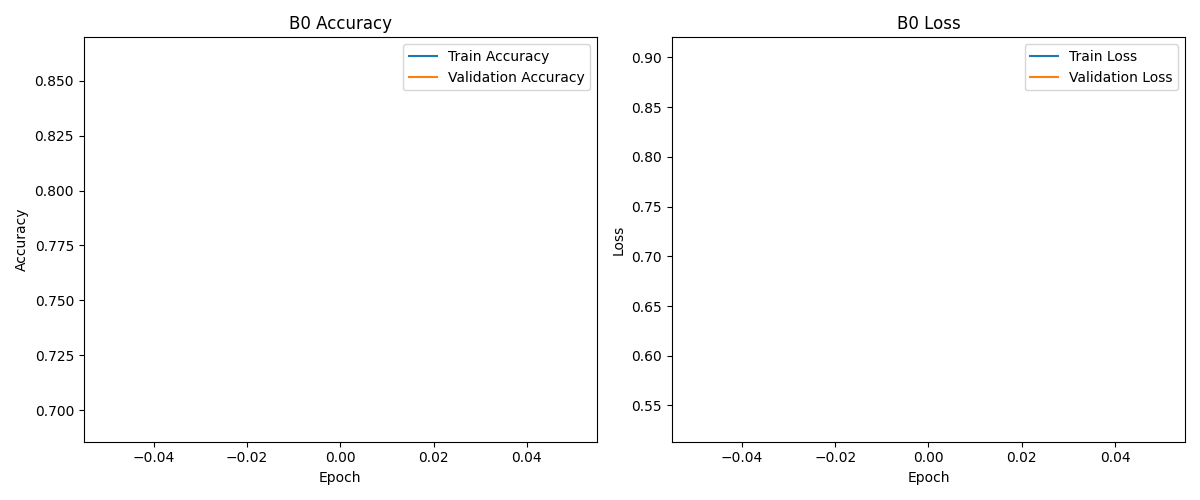 B0 Accuracy
Train Accuracy
Validation Accuracy
0.850
0.825
0.800
0.775
0.750
0.725
0.700
Accuracy
−0.04 −0.02 0.00 0.02 0.04
Epoch
B0 Loss
Train Loss
Validation Loss
0.90
0.85
0.80
0.75
0.70
0.65
0.60
0.55
Loss
−0.04 −0.02 0.00 0.02 0.04
Epoch